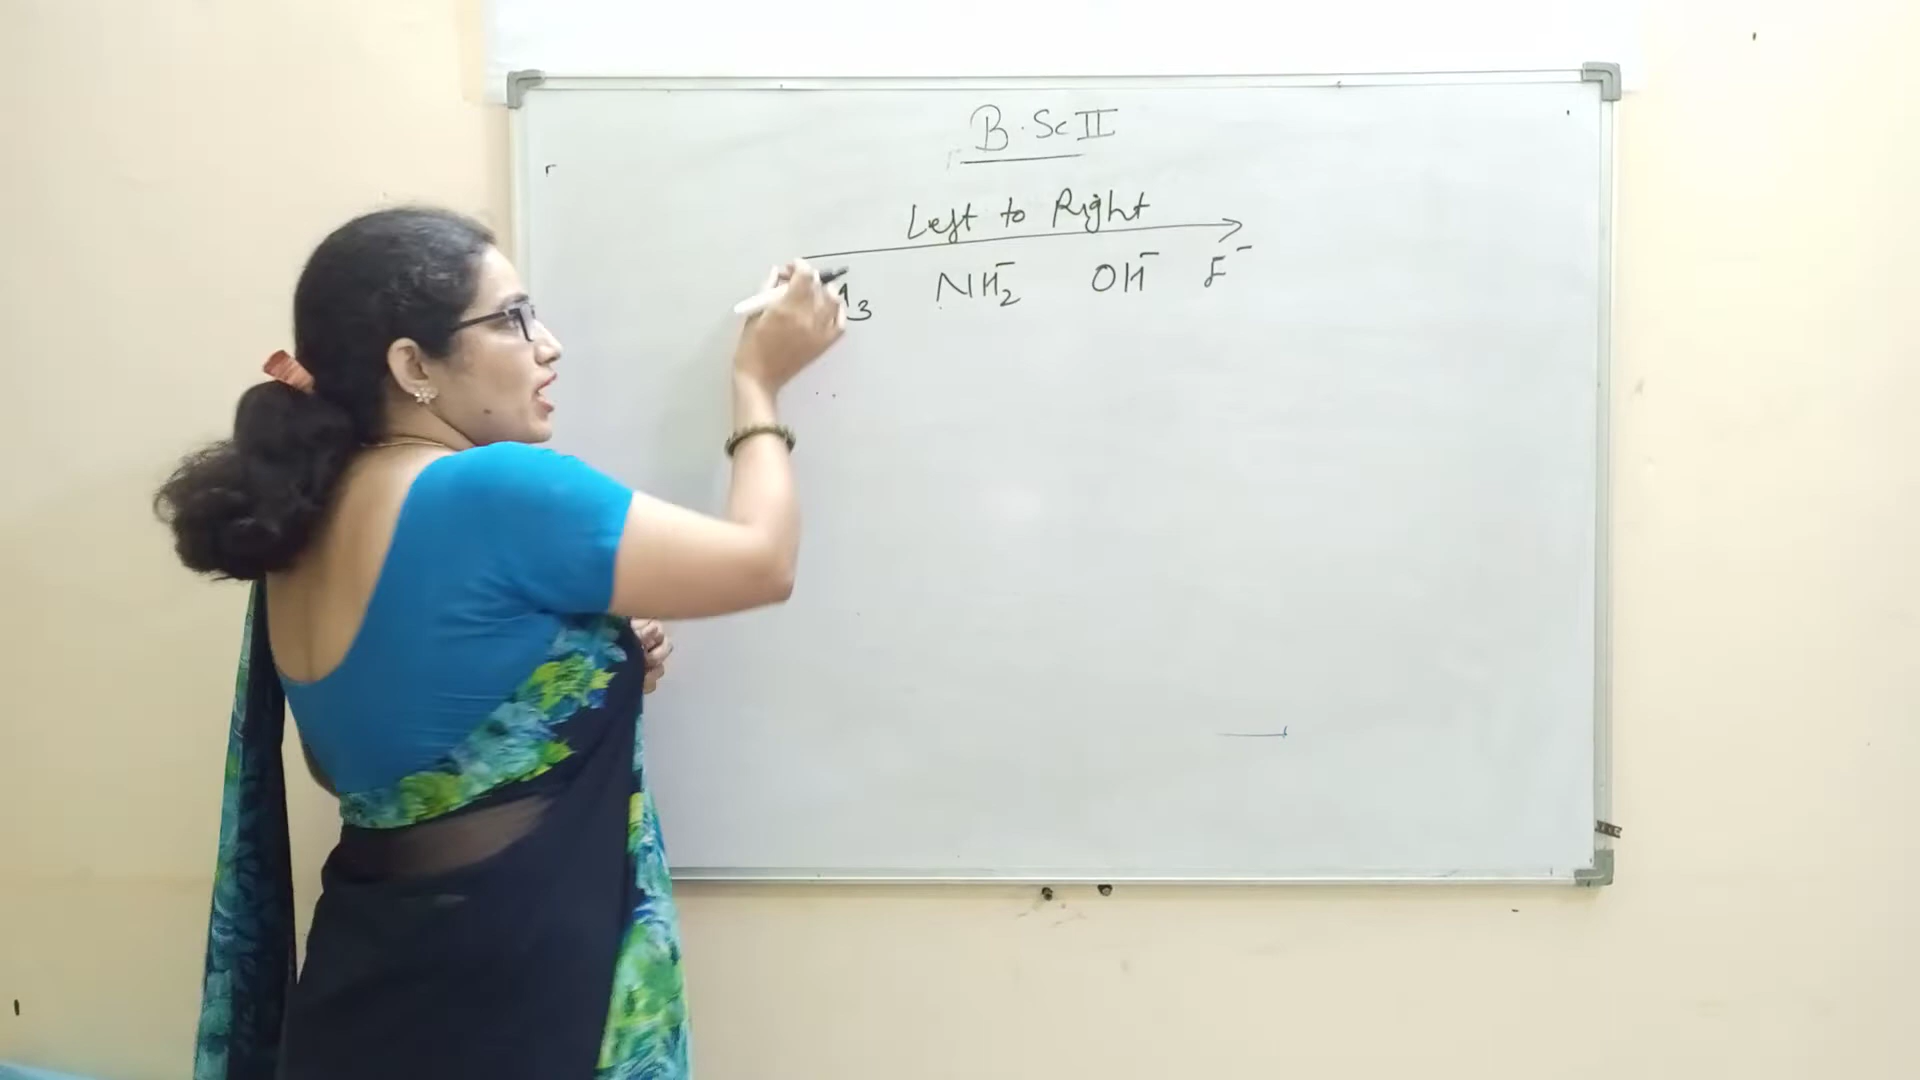 B.Sc II
Left to Right
NH₂⁻ OH⁻ F⁻